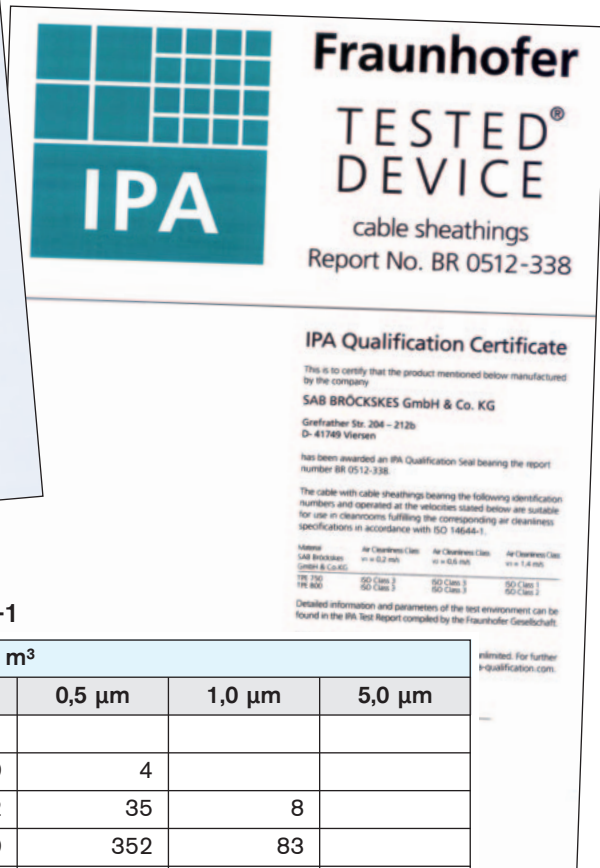 IPA
Fraunhofer
TESTED®
DEVICE
cable sheathings
Report No. BR 0512-338
IPA Qualification Certificate
This is to certify that the product mentioned below manufactured
by the company
SAB BRÖCKSKES GmbH & Co. KG
Grefrather Str. 204 – 212b
D- 41749 Viersen
has been awarded an IPA Qualification Seal bearing the report
number BR 0512-338.
The cable with cable sheathings bearing the following identification
numbers and operated at the velocities stated below are suitable
for use in cleanrooms fulfilling the corresponding air cleanliness
specifications in accordance with ISO 14644-1.
Material Air Cleanliness Class Air Cleanliness Class Air Cleanliness Class
SAB Bröckskes v1 = 0,2 m/s v2 = 0,6 m/s v3 = 1,4 m/s
GmbH & Co.KG
TPE 750 ISO Class 3 ISO Class 3 ISO Class 1
TPE 800 ISO Class 3 ISO Class 3 ISO Class 2
Detailed information and parameters of the test environment can be
found in the IPA Test Report compiled by the Fraunhofer Gesellschaft.
unlimited. For further
-qualification.com.
-1
m³
0,5 µm 1,0 µm 5,0 µm
4
35 8
352 83